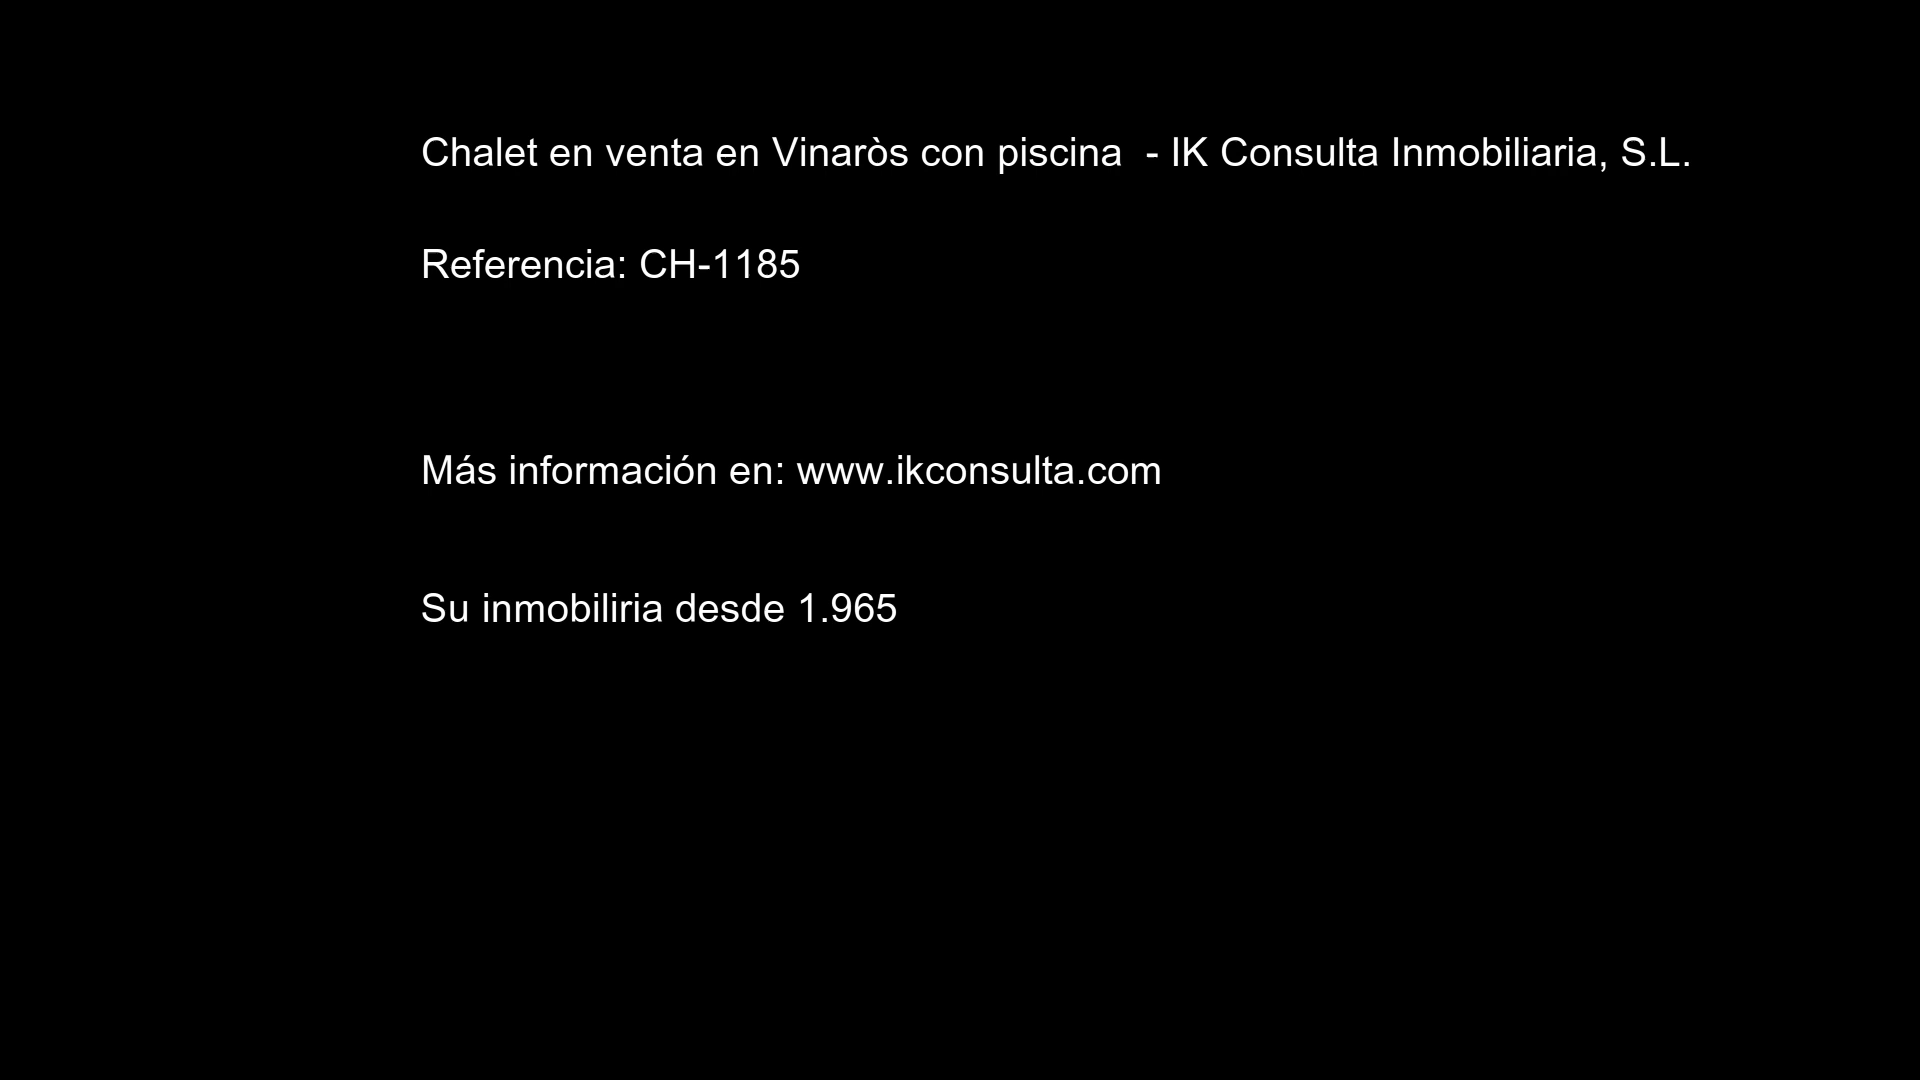 Chalet en venta en Vinaròs con piscina  - IK Consulta Inmobiliaria, S.L.
Referencia: CH-1185
Más información en: www.ikconsulta.com
Su inmobiliria desde 1.965